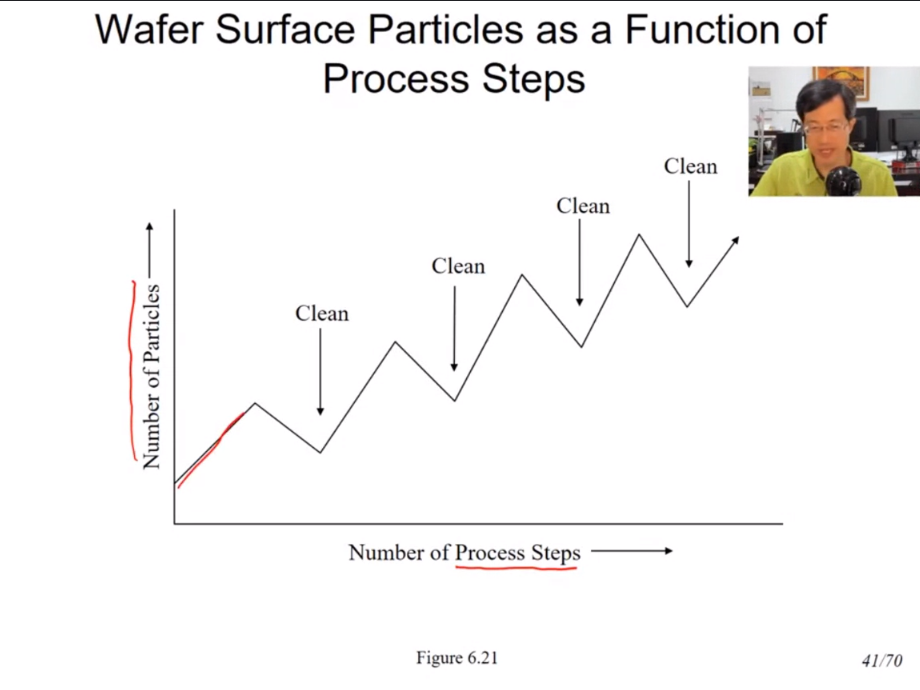 Wafer Surface Particles as a Function of
Process Steps
Clean
Clean
Clean
Clean
Number of Particles
Number of Process Steps
Figure 6.21
41/70